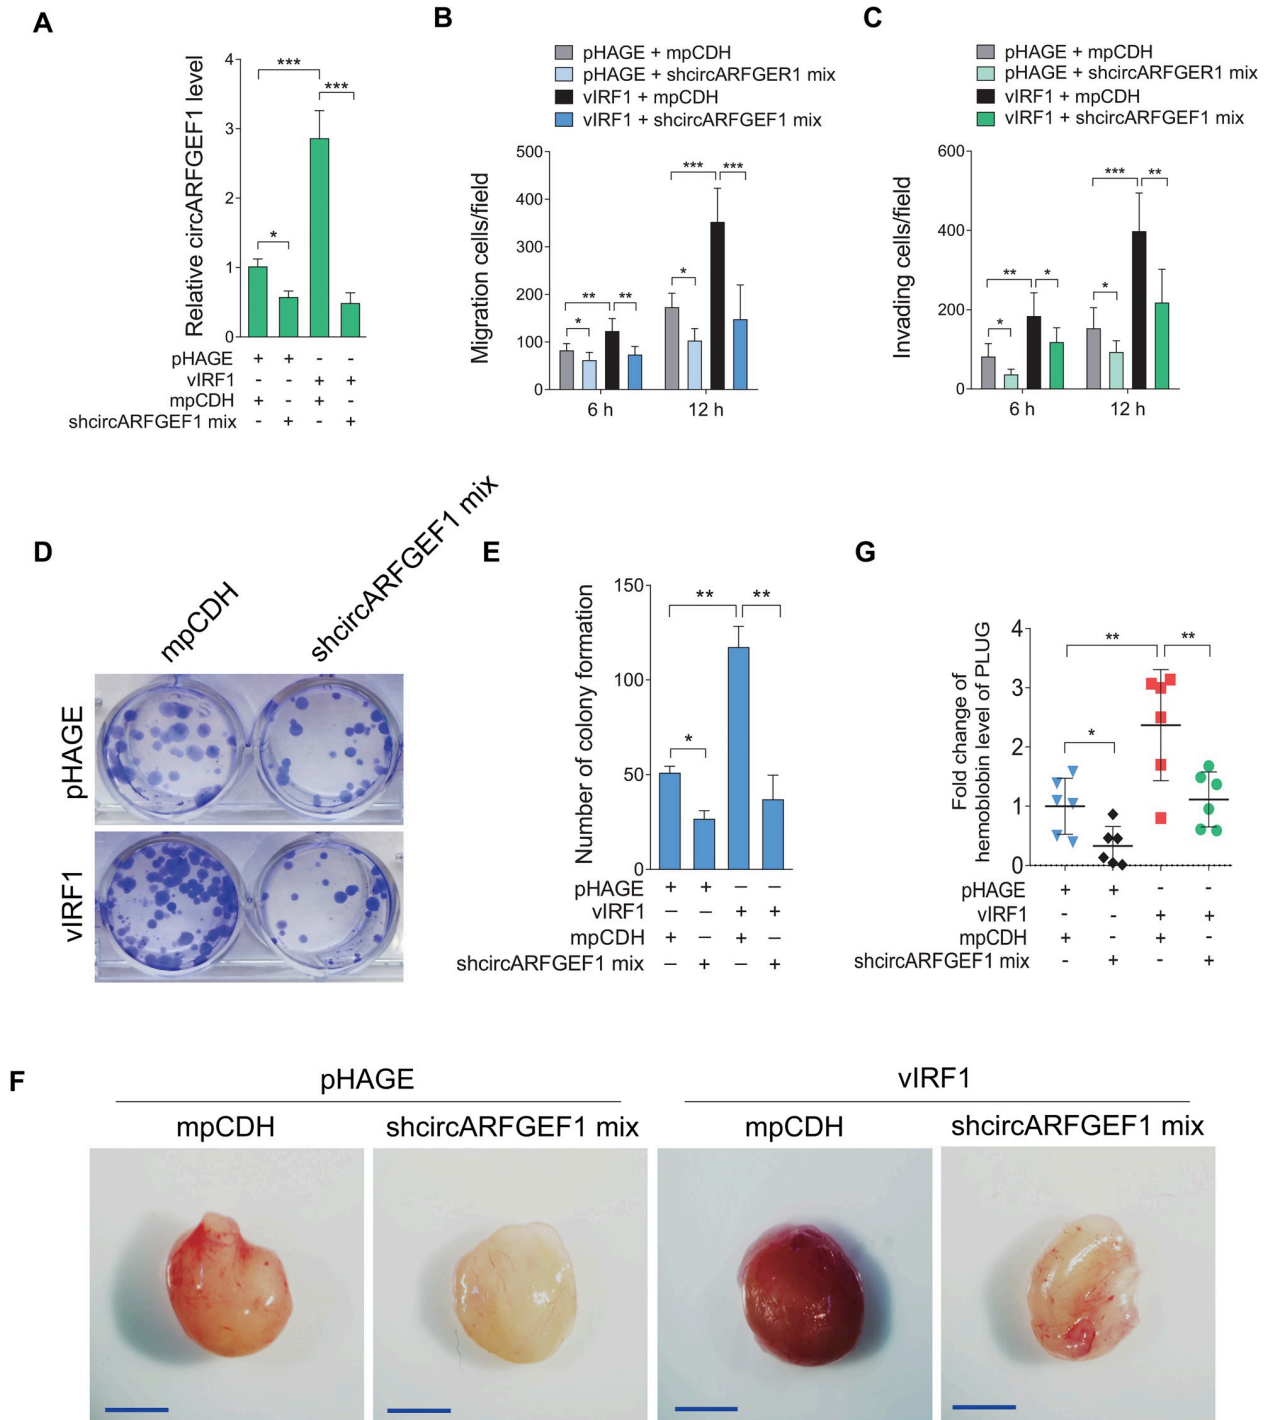 A
Relative circARFGEF1 level
4
3
2
1
0
***
***
*
pHAGE + + - -
vIRF1 - - + +
mpCDH + - + -
shcircARFGEF1 mix - + - +
B
pHAGE + mpCDH
pHAGE + shcircARFGER1 mix
vIRF1 + mpCDH
vIRF1 + shcircARFGEF1 mix
Migration cells/field
500
400
300
200
100
0
*
**
**
*
***
***
6 h
12 h
C
pHAGE + mpCDH
pHAGE + shcircARFGER1 mix
vIRF1 + mpCDH
vIRF1 + shcircARFGEF1 mix
Invading cells/field
600
400
200
0
*
**
*
*
***
**
6 h
12 h
D
mpCDH
shcircARFGEF1 mix
pHAGE
vIRF1
E
Number of colony formation
150
100
50
0
**
**
*
pHAGE + + – –
vIRF1 – – + +
mpCDH + – + –
shcircARFGEF1 mix – + – +
G
Fold change of
hemoblobin level of PLUG
4
3
2
1
0
**
**
*
pHAGE + + - -
vIRF1 - - + +
mpCDH + - + -
shcircARFGEF1 mix - + - +
F
pHAGE
vIRF1
mpCDH
shcircARFGEF1 mix
mpCDH
shcircARFGEF1 mix